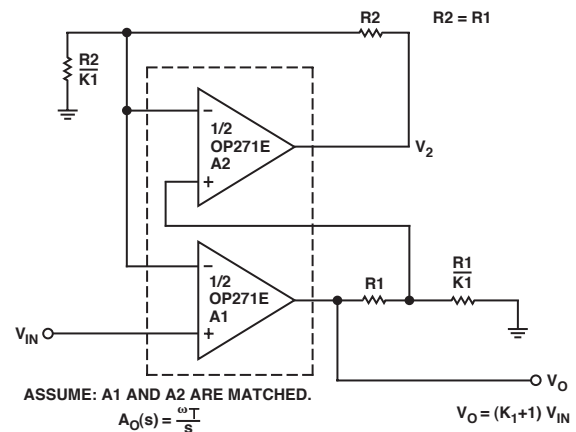 R2
R2 = R1
R2
K1
–
1/2
OP271E
A2
+
V2
–
1/2
OP271E
A1
+
R1
R1
K1
VIN
VO
ASSUME: A1 AND A2 ARE MATCHED.
AO(s) = ωT
s
VO = (K1+1) VIN